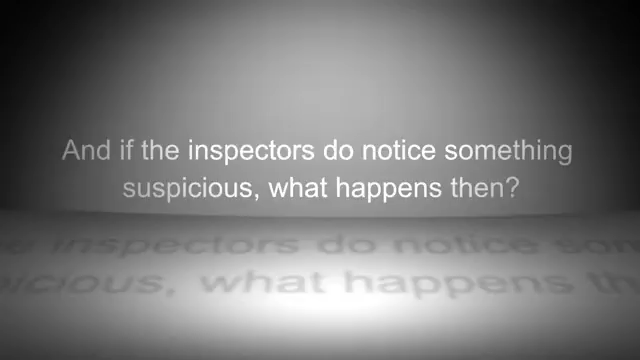 And if the inspectors do notice something
suspicious, what happens then?